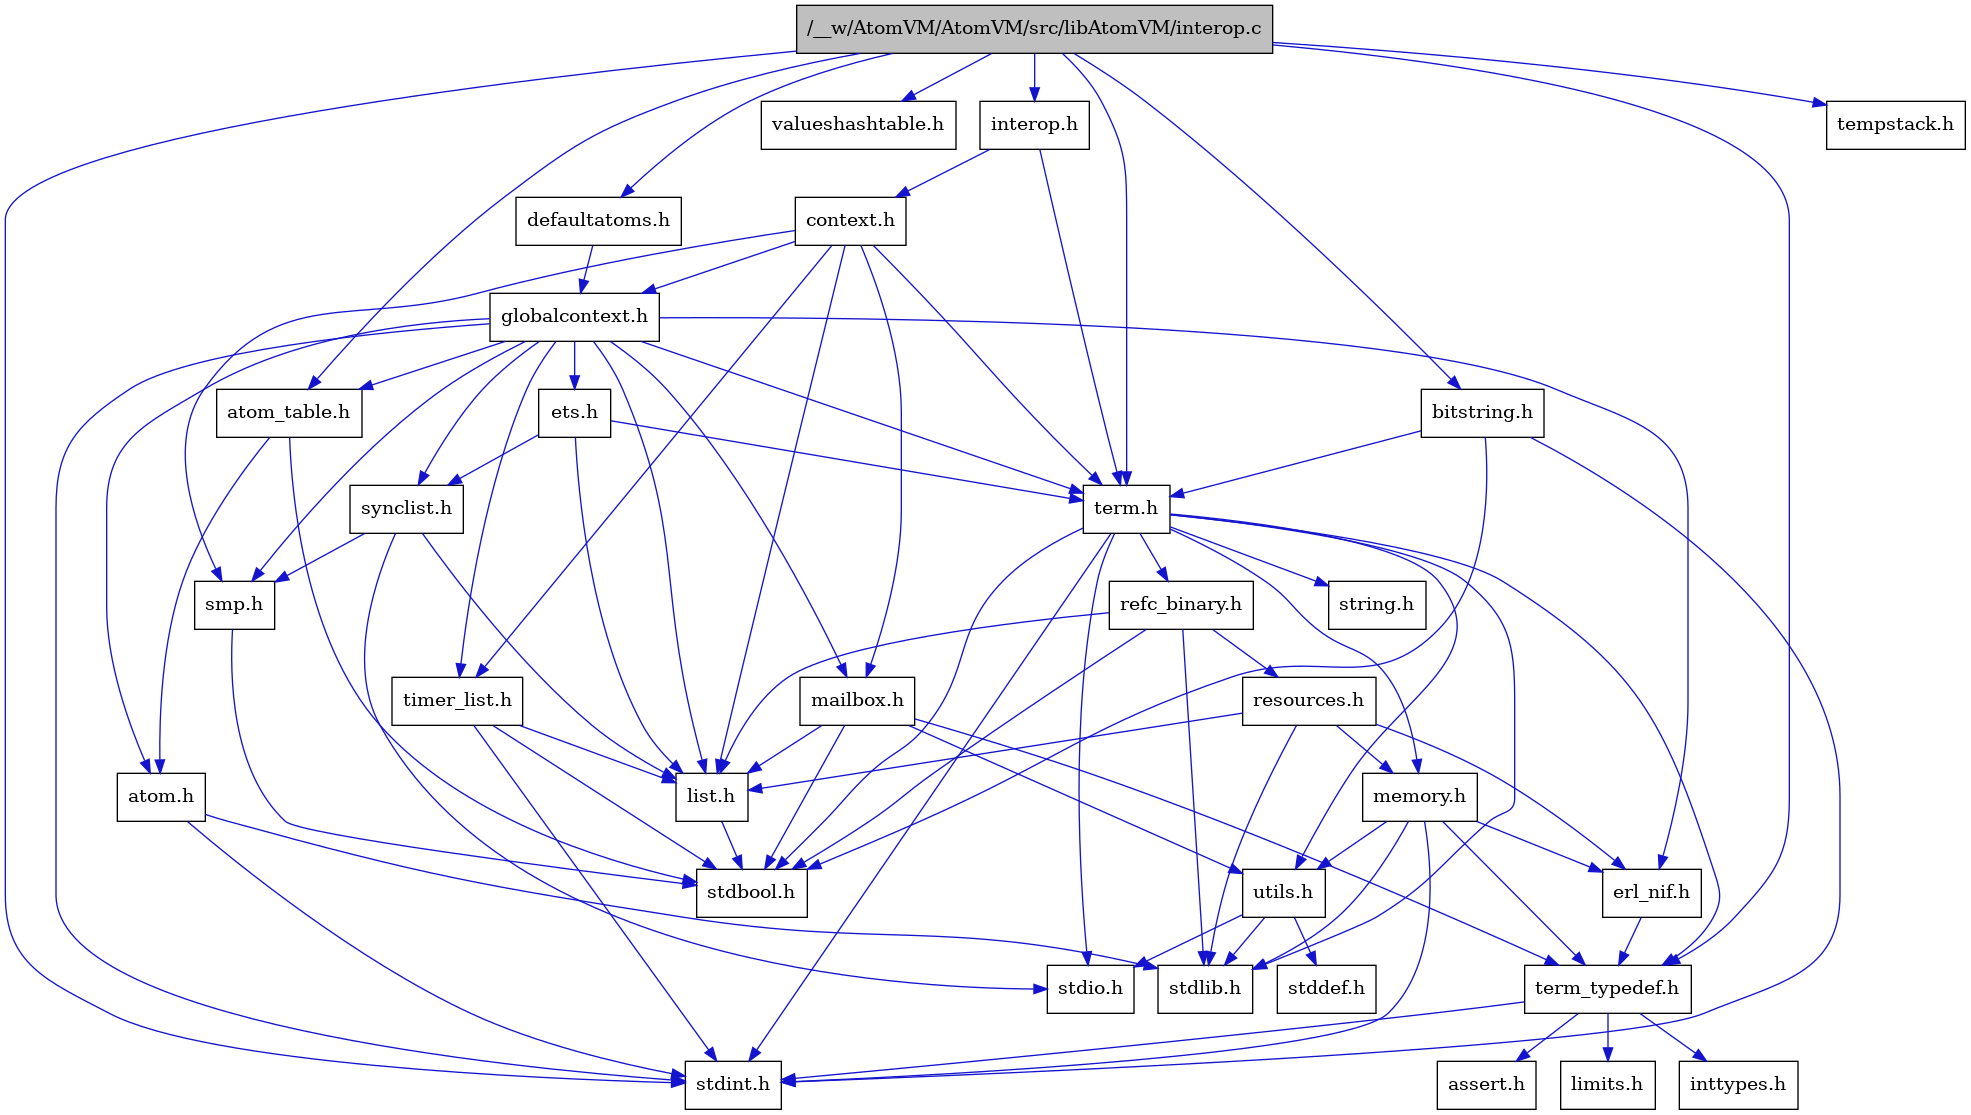 /__w/AtomVM/AtomVM/src/libAtomVM/interop.c
valueshashtable.h
interop.h
tempstack.h
defaultatoms.h
context.h
globalcontext.h
atom_table.h
ets.h
bitstring.h
synclist.h
term.h
smp.h
refc_binary.h
string.h
timer_list.h
mailbox.h
resources.h
atom.h
list.h
memory.h
stdbool.h
utils.h
erl_nif.h
stdio.h
stdlib.h
stddef.h
term_typedef.h
stdint.h
assert.h
limits.h
inttypes.h